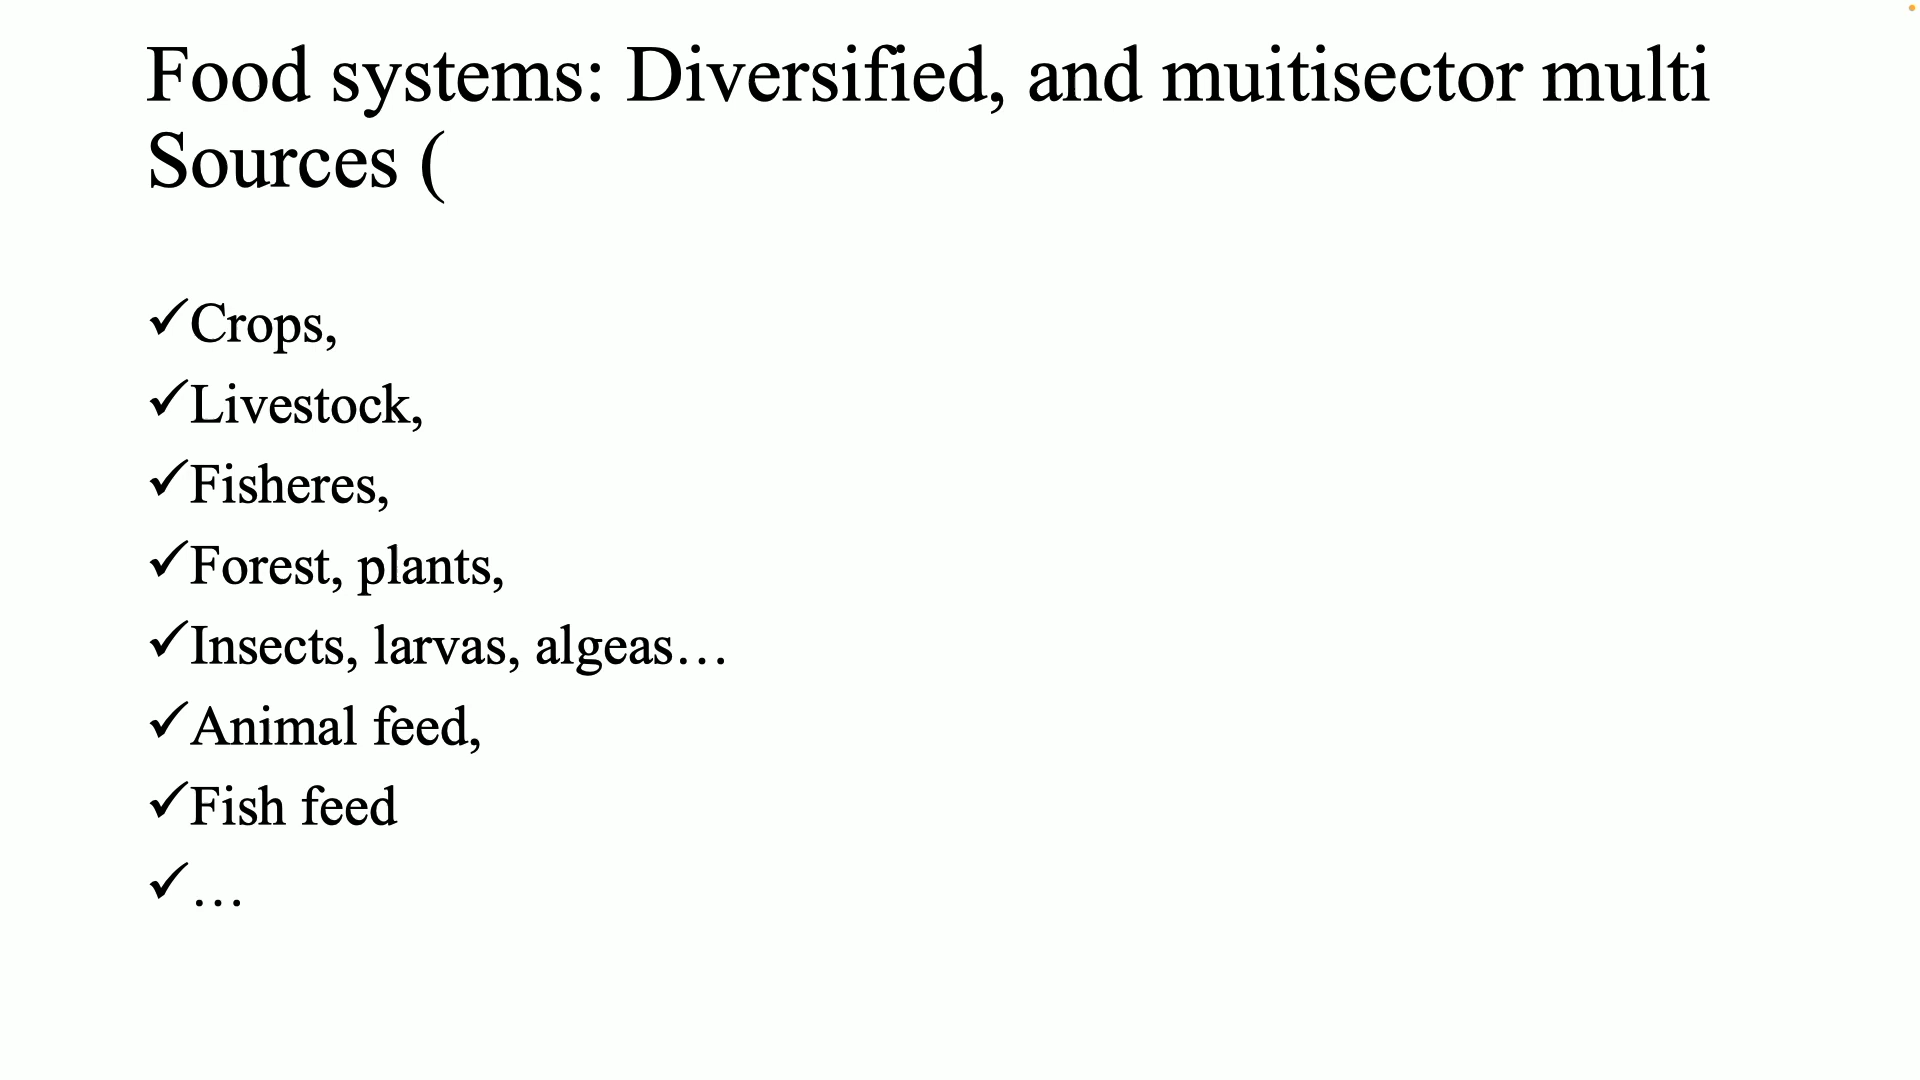 Food systems: Diversified, and muitisector multi
Sources (
✓Crops,
✓Livestock,
✓Fisheres,
✓Forest, plants,
✓Insects, larvas, algeas…
✓Animal feed,
✓Fish feed
✓…